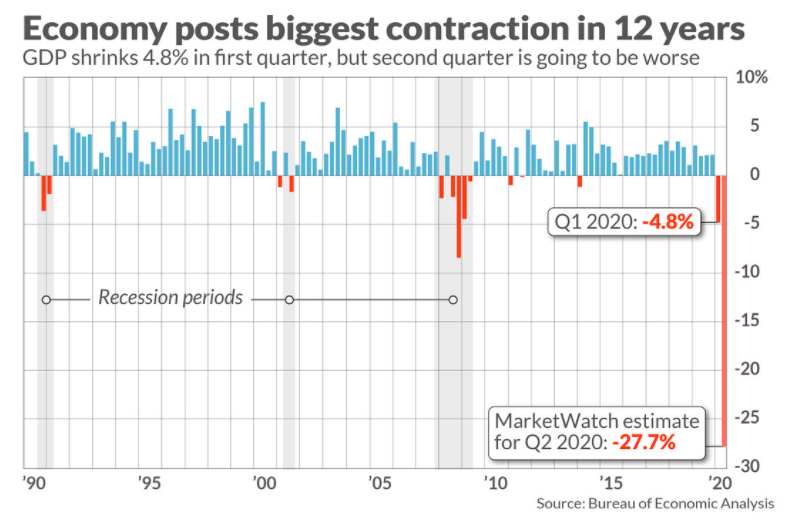 Economy posts biggest contraction in 12 years
GDP shrinks 4.8% in first quarter, but second quarter is going to be worse
10%
5
0
Q1 2020: -4.8%
-5
-10
Recession periods
-15
-20
MarketWatch estimate
for Q2 2020: -27.7%
-25
-30
'90 '95 '00 '05 '10 '15 '20
Source: Bureau of Economic Analysis